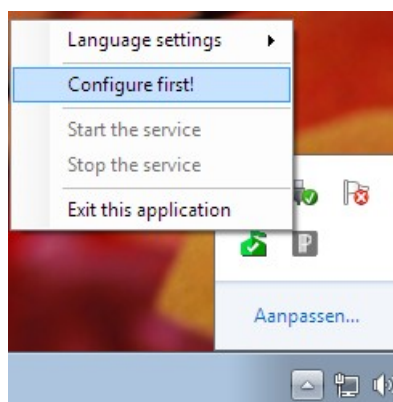 Language settings
Configure first!
Start the service
Stop the service
Exit this application
P
Aanpassen...